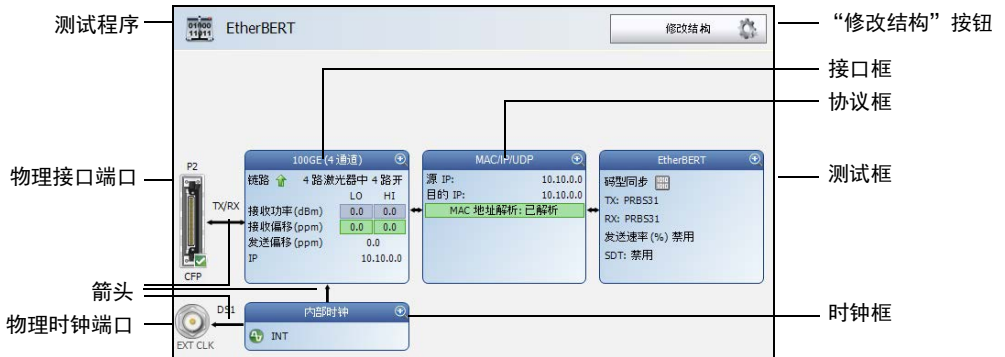 测试程序
01000
11011
EtherBERT
修改结构
“修改结构”按钮
接口框
协议框
物理接口端口
P2
TX/RX
CFP
100GE (4 通道)
链路 4 路激光器中 4 路开
LO HI
接收功率 (dBm) 0.0 0.0
接收偏移 (ppm) 0.0 0.0
发送偏移 (ppm) 0.0
IP 10.10.0.0
MAC/IP/UDP
源 IP: 10.10.0.0
目的 IP: 10.10.0.0
MAC 地址解析: 已解析
EtherBERT
码型同步
TX: PRBS31
RX: PRBS31
发送速率 (%) 禁用
SDT: 禁用
测试框
箭头
物理时钟端口
DS1
EXT CLK
内部时钟
INT
时钟框